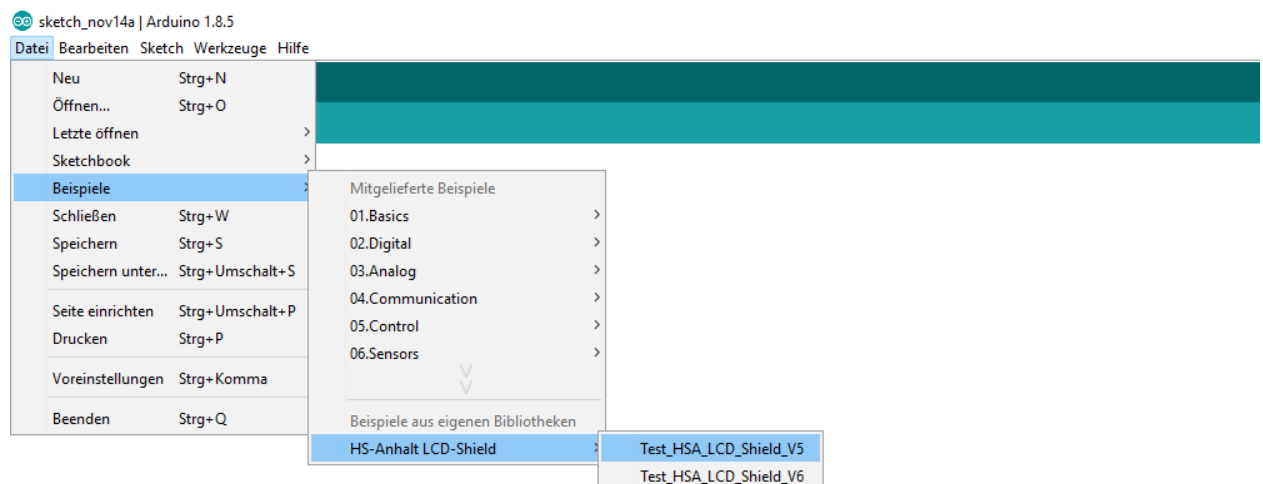 sketch_nov14a | Arduino 1.8.5
Datei Bearbeiten Sketch Werkzeuge Hilfe
Neu Strg+N
Öffnen... Strg+O
Letzte öffnen
Sketchbook
Beispiele
Schließen Strg+W
Speichern Strg+S
Speichern unter... Strg+Umschalt+S
Seite einrichten Strg+Umschalt+P
Drucken Strg+P
Voreinstellungen Strg+Komma
Beenden Strg+Q
Mitgelieferte Beispiele
01.Basics
02.Digital
03.Analog
04.Communication
05.Control
06.Sensors
Beispiele aus eigenen Bibliotheken
HS-Anhalt LCD-Shield
Test_HSA_LCD_Shield_V5
Test_HSA_LCD_Shield_V6